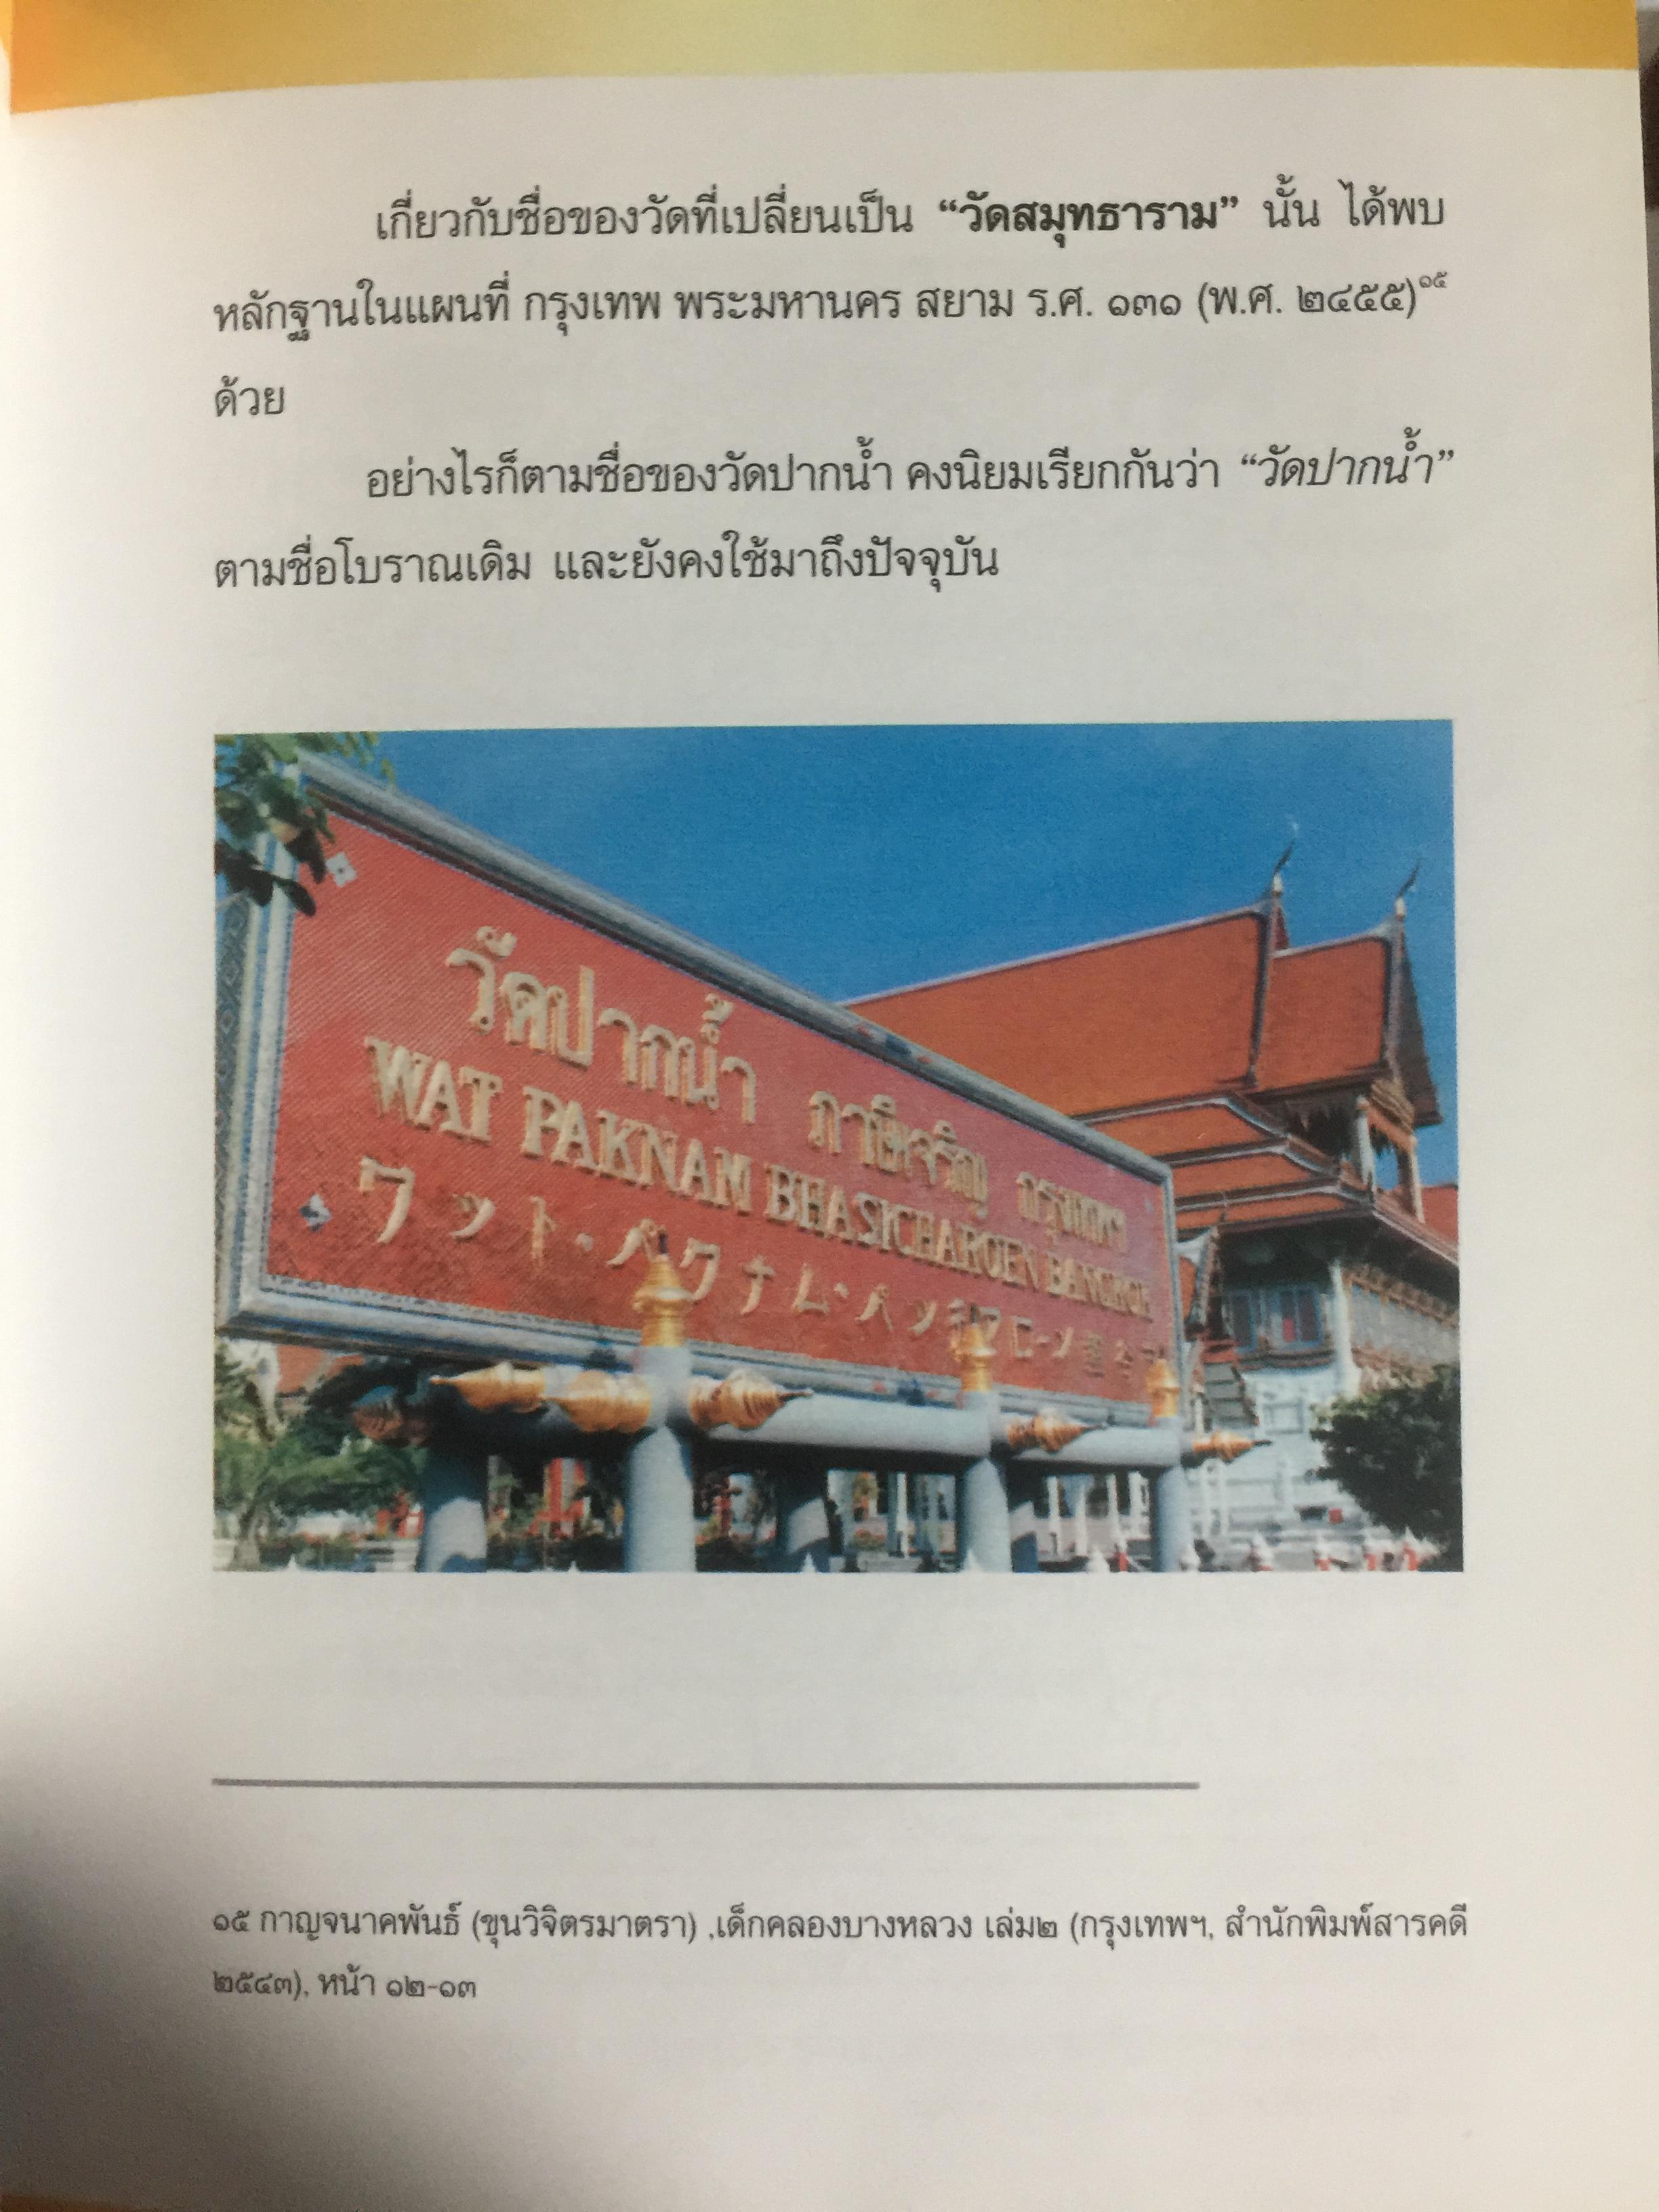 เกี่ยวกับชื่อของวัดที่เปลี่ยนเป็น “วัดสมุทธาราม” นั้น ได้พบ
หลักฐานในแผนที่ กรุงเทพ พระมหานคร สยาม ร.ศ. ๑๓๑ (พ.ศ. ๒๔๕๕)๑๕
ด้วย
อย่างไรก็ตามชื่อของวัดปากน้ำ คงนิยมเรียกกันว่า “วัดปากน้ำ”
ตามชื่อโบราณเดิม และยังคงใช้มาถึงปัจจุบัน
วัดปากน้ำ ภาษีเจริญ กรุงเทพฯ
WAT PAKNAM BHASICHAROEN BANGKOK
ワット・パクナム・パシ
๑๕ กาญจนาคพันธ์ (ขุนวิจิตรมาตรา) ,เด็กคลองบางหลวง เล่ม๒ (กรุงเทพฯ, สำนักพิมพ์สารคดี
๒๕๔๓), หน้า ๑๒-๑๓